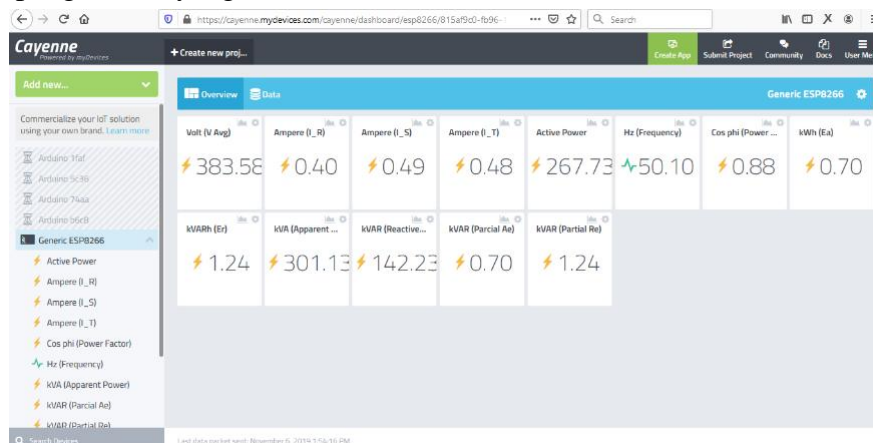 https://cayenne.mydevices.com/cayenne/dashboard/esp8266/815af9c0-fb96-
Search
Cayenne
Powered by myDevices
+ Create new proj...
Create App
Submit Project
Community
Docs
User Me
Add new...
Overview
Data
Generic ESP8266
Commercialize your IoT solution
using your own brand. Learn more
Arduino 1faf
Arduino 5c36
Arduino 74aa
Arduino b6c8
Generic ESP8266
Active Power
Ampere (I_R)
Ampere (I_S)
Ampere (I_T)
Cos phi (Power Factor)
Hz (Frequency)
kVA (Apparent Power)
kVAR (Parcial Ae)
kVAR (Partial Re)
Search Devices
Volt (V Avg)
383.58
Ampere (I_R)
0.40
Ampere (I_S)
0.49
Ampere (I_T)
0.48
Active Power
267.73
Hz (Frequency)
50.10
Cos phi (Power ...
0.88
kWh (Ea)
0.70
kVARh (Er)
1.24
kVA (Apparent ...
301.13
kVAR (Reactive...
142.23
kVAR (Parcial Ae)
0.70
kVAR (Partial Re)
1.24
Last data packet sent: November 6, 2019 1:54:16 PM